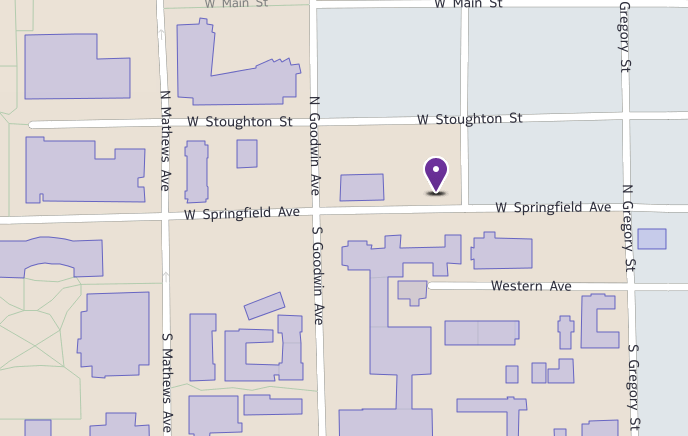 W Main St
W Main St
Gregory St
W Stoughton St
W Stoughton St
N Mathews Ave
N Goodwin Ave
W Springfield Ave
W Springfield Ave
N Gregory St
S Goodwin Ave
Western Ave
S Mathews Ave
S Gregory St